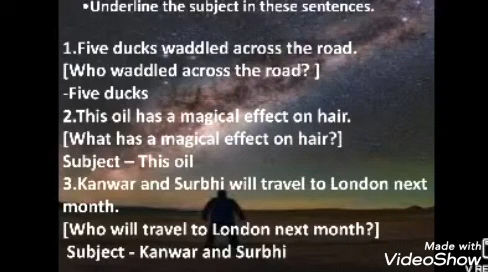 •Underline the subject in these sentences.
1.Five ducks waddled across the road.
[Who waddled across the road? ]
-Five ducks
2.This oil has a magical effect on hair.
[What has a magical effect on hair?]
Subject – This oil
3.Kanwar and Surbhi will travel to London next
month.
[Who will travel to London next month?]
Subject - Kanwar and Surbhi
Made with
VideoShow